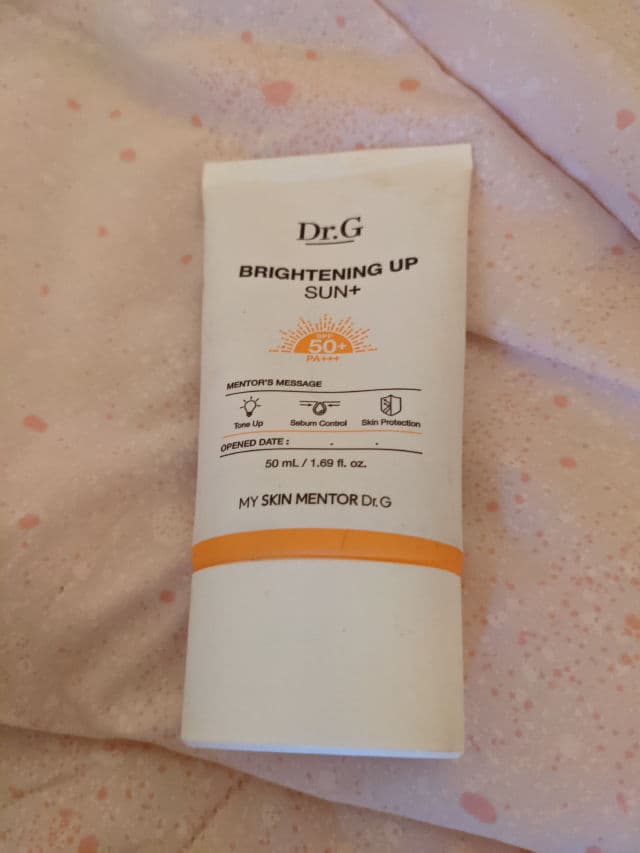 Dr.G
BRIGHTENING UP
SUN+
SPF
50+
PA+++
MENTOR'S MESSAGE
Tone Up Sebum Control Skin Protection
OPENED DATE : . .
50 mL / 1.69 fl. oz.
MY SKIN MENTOR Dr.G